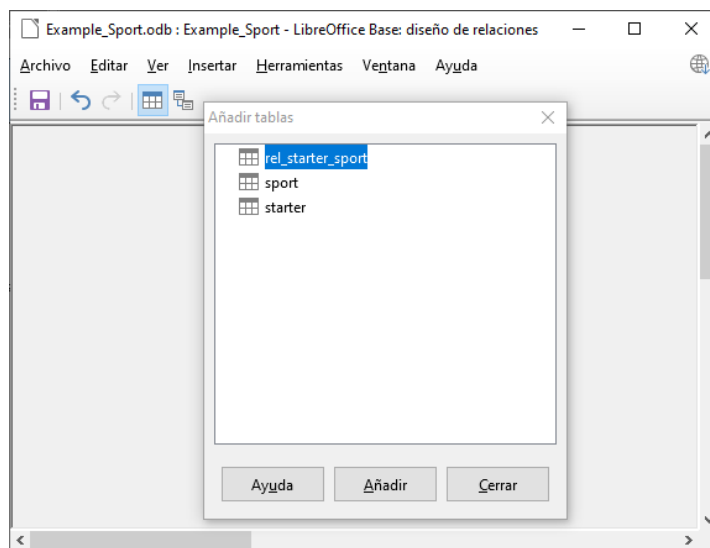 Example_Sport.odb : Example_Sport - LibreOffice Base: diseño de relaciones
Archivo Editar Ver Insertar Herramientas Ventana Ayuda
Añadir tablas
rel_starter_sport
sport
starter
Ayuda Añadir Cerrar